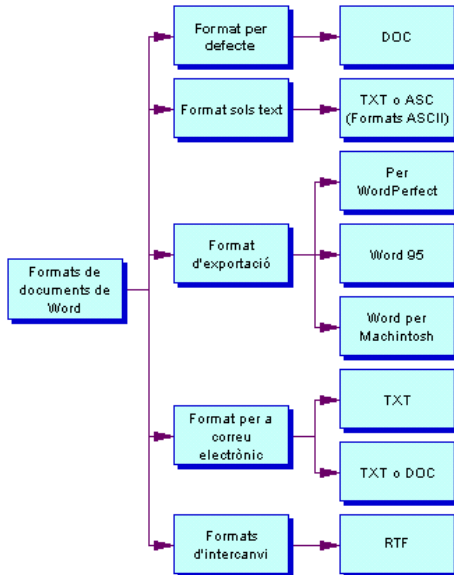 Format per
defecte
DOC
Format sols text
TXT o ASC
(Formats ASCII)
Per
WordPerfect
Format
d'exportació
Word 95
Formats de
documents de
Word
Word per
Machintosh
TXT
Format per a
correu
electrònic
TXT o DOC
Formats
d'intercanvi
RTF